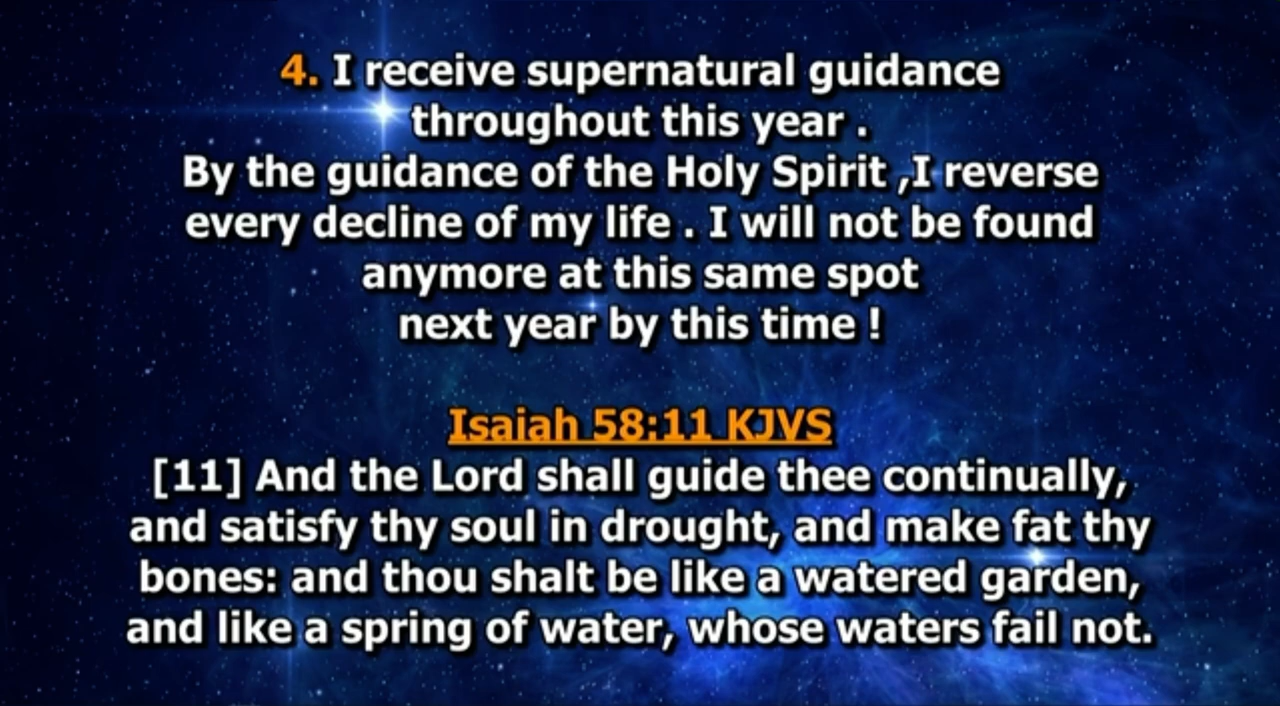 4. I receive supernatural guidance
throughout this year .
By the guidance of the Holy Spirit ,I reverse
every decline of my life . I will not be found
anymore at this same spot
next year by this time !
Isaiah 58:11 KJVS
[11] And the Lord shall guide thee continually,
and satisfy thy soul in drought, and make fat thy
bones: and thou shalt be like a watered garden,
and like a spring of water, whose waters fail not.